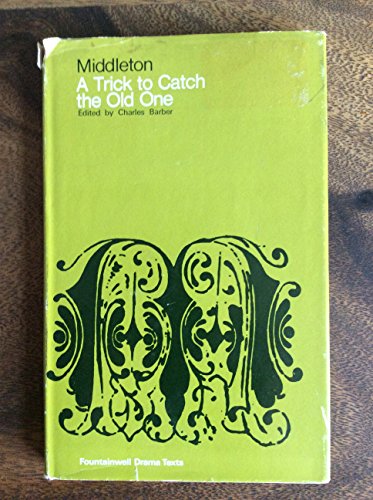 Middleton
A Trick to Catch
the Old One
Edited by Charles Barber
Fountainwell Drama Texts